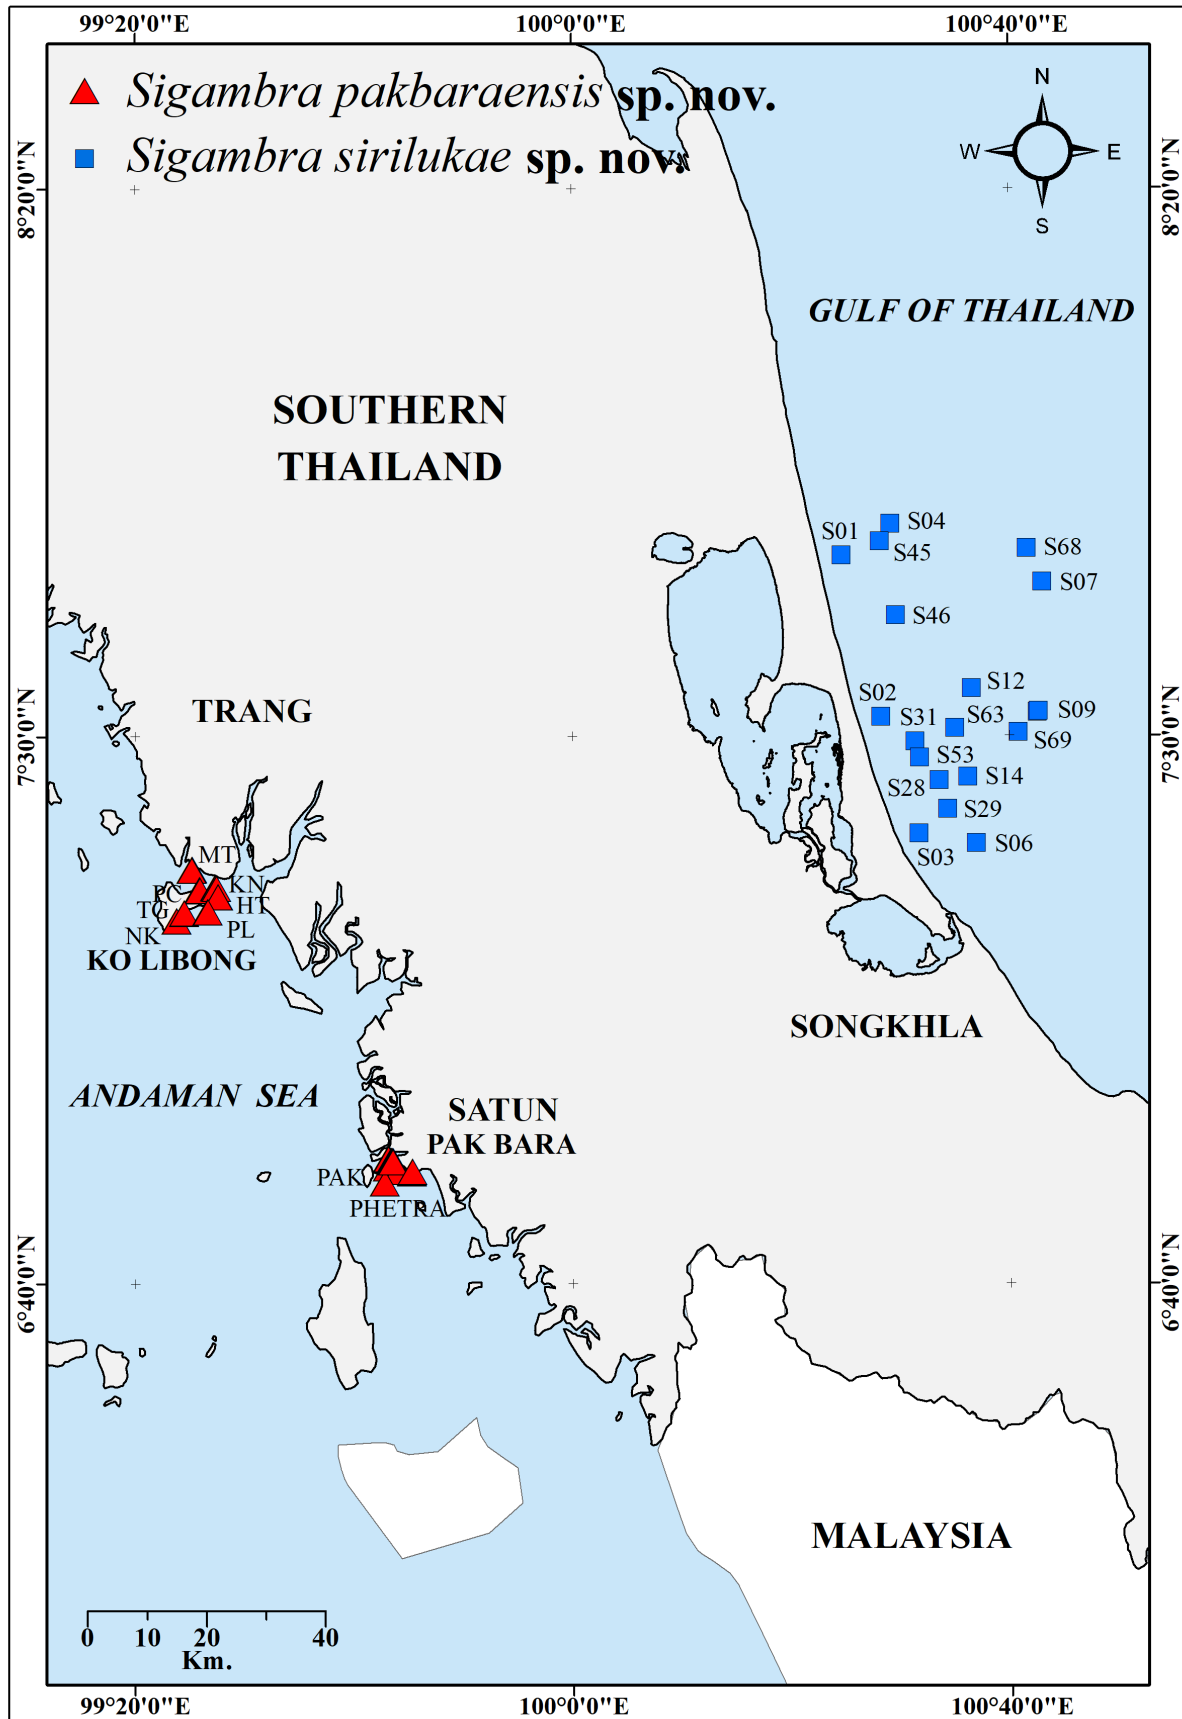 99°20'0"E 100°0'0"E 100°40'0"E
Sigambra pakbaraensis sp. nov.
Sigambra sirilukae sp. nov.
N
W E
S
8°20'0"N 8°20'0"N
GULF OF THAILAND
SOUTHERN
THAILAND
S01 S04
S45 S68
S07
S46
S12
S02
S31 S63 S09
S69
S53
S28 S14
S29
S03 S06
TRANG
7°30'0"N 7°30'0"N
MT
PC KN
TG HT
NK PL
KO LIBONG
SONGKHLA
ANDAMAN SEA
SATUN
PAK BARA
PAK
PHETRA
6°40'0"N 6°40'0"N
MALAYSIA
0 10 20 40
Km.
99°20'0"E 100°0'0"E 100°40'0"E